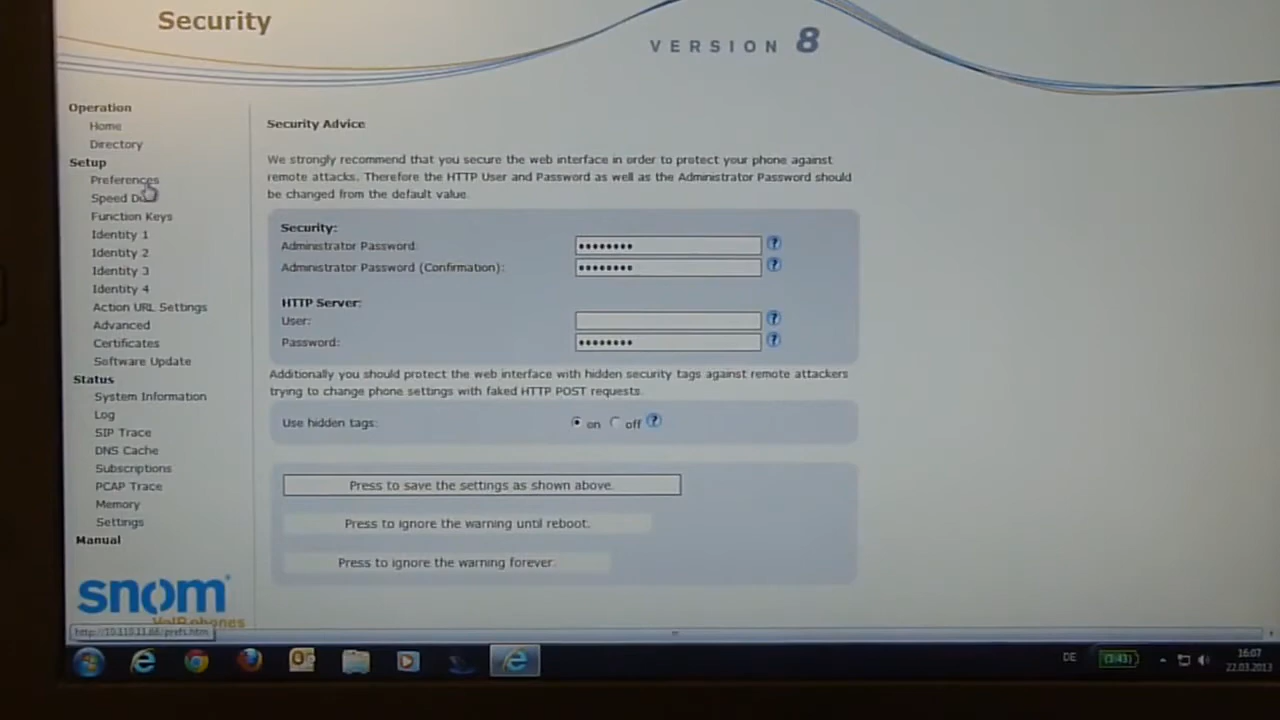 Security
VERSION 8
Operation
Home
Directory
Setup
Preferences
Speed
Function Keys
Identity 1
Identity 2
Identity 3
Identity 4
Action URL Settings
Advanced
Certificates
Software Update
Status
System Information
Log
SIP Trace
DNS Cache
Subscriptions
PCAP Trace
Memory
Settings
Manual
snom
VoIP phones
Security Advice
We strongly recommend that you secure the web interface in order to protect your phone against
remote attacks. Therefore the HTTP User and Password as well as the Administrator Password should
be changed from the default value.
Security:
Administrator Password:
Administrator Password (Confirmation):
HTTP Server:
User:
Password:
Additionally you should protect the web interface with hidden security tags against remote attackers
trying to change phone settings with faked HTTP POST requests.
Use hidden tags: on off
Press to save the settings as shown above.
Press to ignore the warning until reboot.
Press to ignore the warning forever.
DE
(3:43)
16:07
22.03.2013